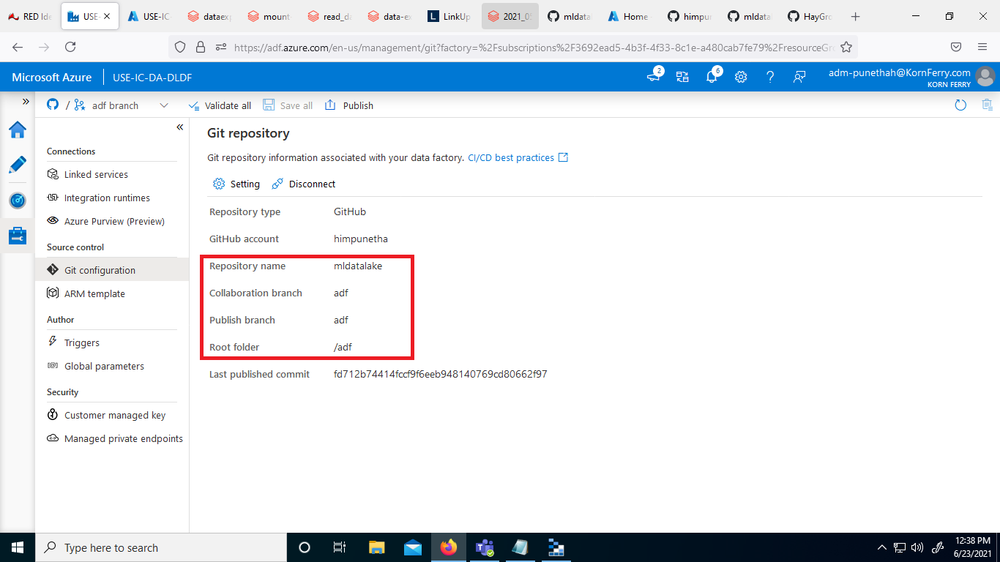 RED Ide
USE-
USE-IC
dataexp
mount
read_da
data-ex
LinkUp
2021_0
mldata
Home -
himpun
mldata
HayGro
https://adf.azure.com/en-us/management/git?factory=%2Fsubscriptions%2F3692ead5-4b3f-4f33-8c1e-a480cab7fe79%2FresourceGro
Microsoft Azure
USE-IC-DA-DLDF
2
6
adm-punethah@KornFerry.com
KORN FERRY
/ adf branch
Validate all
Save all
Publish
Connections
Linked services
Integration runtimes
Azure Purview (Preview)
Source control
Git configuration
ARM template
Author
Triggers
Global parameters
Security
Customer managed key
Managed private endpoints
Git repository
Git repository information associated with your data factory. CI/CD best practices
Setting
Disconnect
Repository type GitHub
GitHub account himpunetha
Repository name mldatalake
Collaboration branch adf
Publish branch adf
Root folder /adf
Last published commit fd712b74414fccf9f6eeb948140769cd80662f97
Type here to search
12:38 PM
6/23/2021